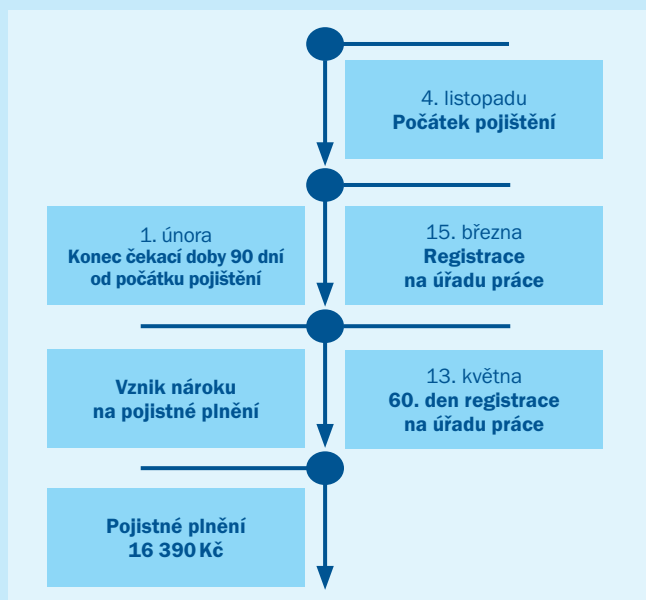 4. listopadu
Počátek pojištění
1. února
Konec čekací doby 90 dní
od počátku pojištění
15. března
Registrace
na úřadu práce
Vznik nároku
na pojistné plnění
13. května
60. den registrace
na úřadu práce
Pojistné plnění
16 390 Kč